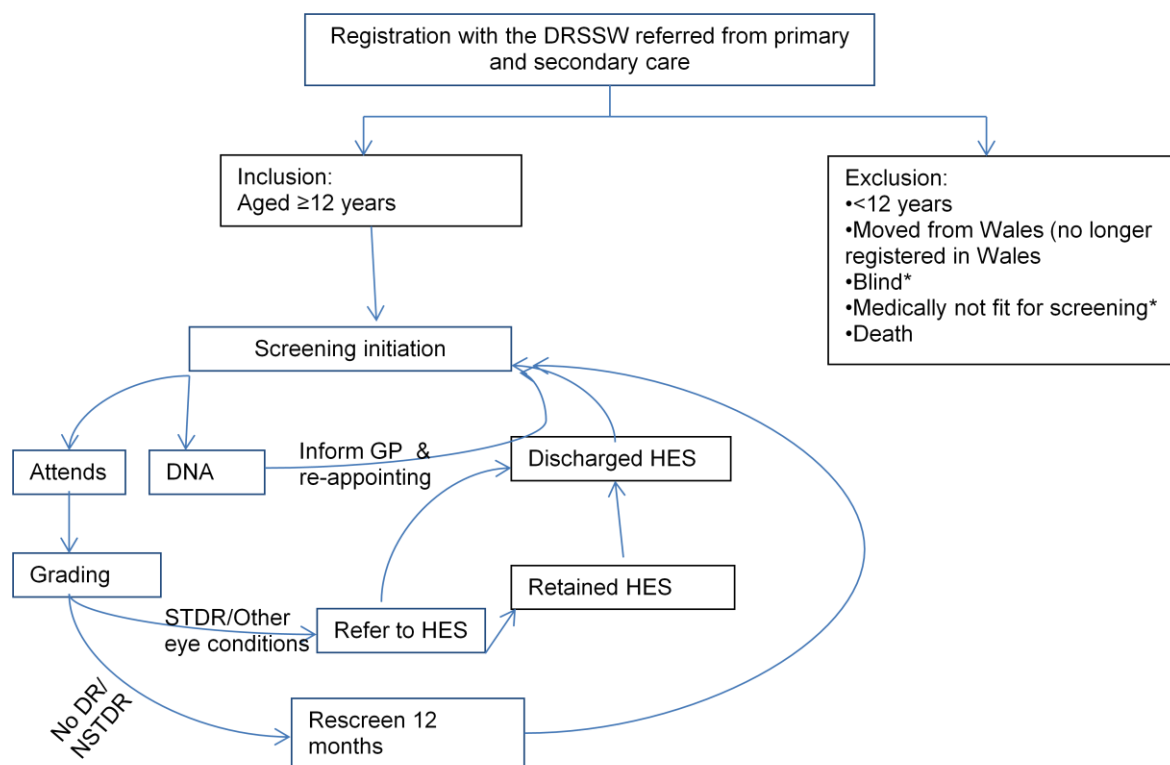 Registration with the DRSSW referred from primary
and secondary care
Inclusion:
Aged ≥12 years
Exclusion:
•<12 years
•Moved from Wales (no longer
registered in Wales
•Blind*
•Medically not fit for screening*
•Death
Screening initiation
Attends
DNA
Inform GP &
re-appointing
Discharged HES
Grading
STDR/Other
eye conditions
Refer to HES
Retained HES
No DR/
NSTDR
Rescreen 12
months